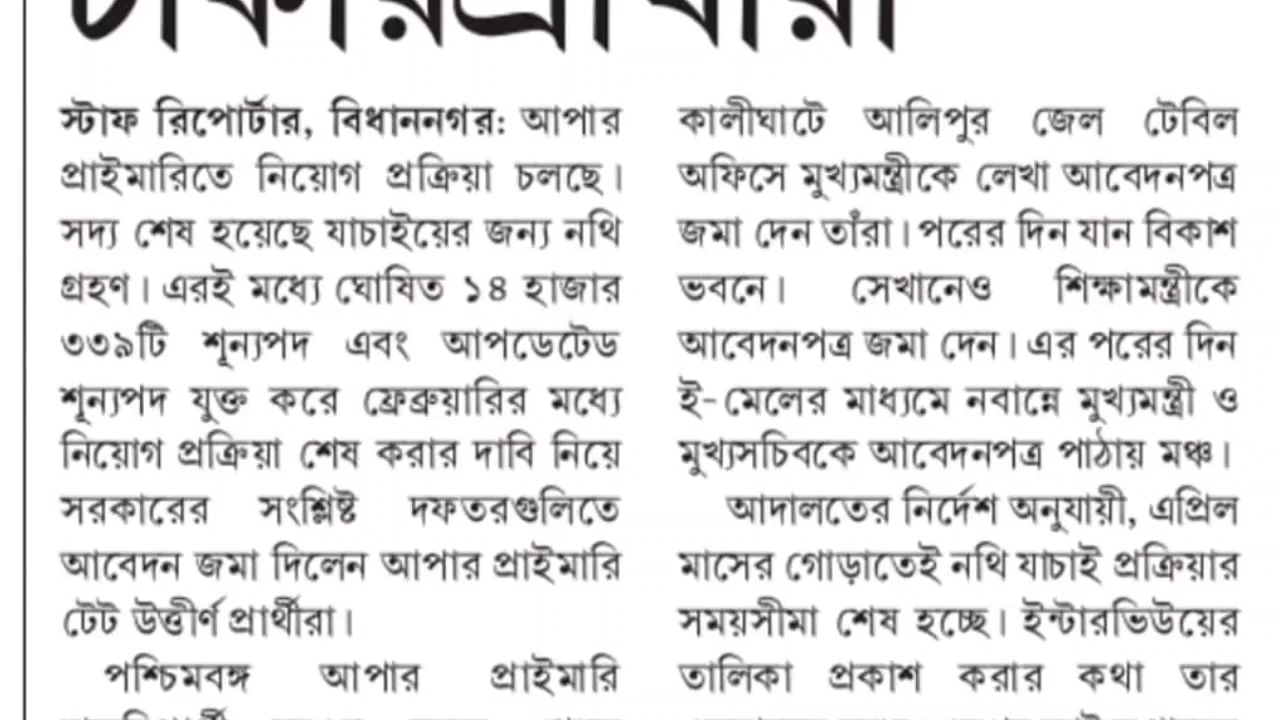 চাকরিপ্রার্থীরা
স্টাফ রিপোর্টার, বিধাননগর: আপার
প্রাইমারিতে নিয়োগ প্রক্রিয়া চলছে।
সদ্য শেষ হয়েছে যাচাইয়ের জন্য নথি
গ্রহণ। এরই মধ্যে ঘোষিত ১৪ হাজার
৩৩৯টি শূন্যপদ এবং আপডেটেড
শূন্যপদ যুক্ত করে ফেব্রুয়ারির মধ্যে
নিয়োগ প্রক্রিয়া শেষ করার দাবি নিয়ে
সরকারের সংশ্লিষ্ট দফতরগুলিতে
আবেদন জমা দিলেন আপার প্রাইমারি
টেট উত্তীর্ণ প্রার্থীরা।
পশ্চিমবঙ্গ আপার প্রাইমারি
কালীঘাটে আলিপুর জেল টেবিল
অফিসে মুখ্যমন্ত্রীকে লেখা আবেদনপত্র
জমা দেন তাঁরা। পরের দিন যান বিকাশ
ভবনে। সেখানেও শিক্ষামন্ত্রীকে
আবেদনপত্র জমা দেন। এর পরের দিন
ই-মেলের মাধ্যমে নবান্নে মুখ্যমন্ত্রী ও
মুখ্যসচিবকে আবেদনপত্র পাঠায় মঞ্চ।
আদালতের নির্দেশ অনুযায়ী, এপ্রিল
মাসের গোড়াতেই নথি যাচাই প্রক্রিয়ার
সময়সীমা শেষ হচ্ছে। ইন্টারভিউয়ের
তালিকা প্রকাশ করার কথা তার